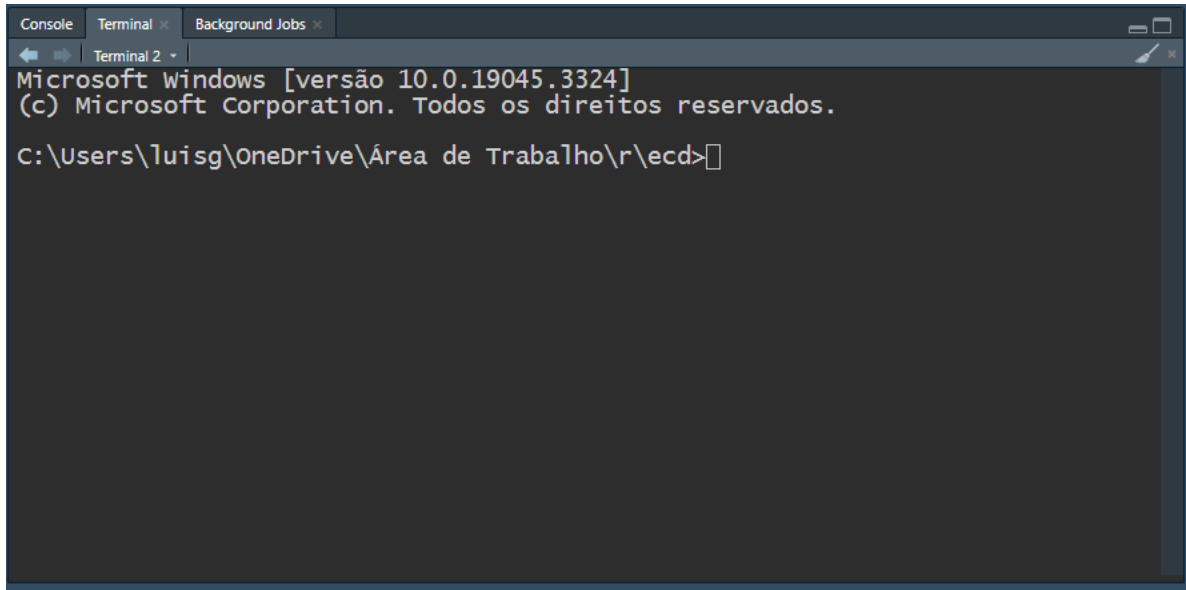 Console Terminal Background Jobs
Terminal 2
Microsoft Windows [versão 10.0.19045.3324]
(c) Microsoft Corporation. Todos os direitos reservados.
C:\Users\luisg\OneDrive\Área de Trabalho\r\ecd>